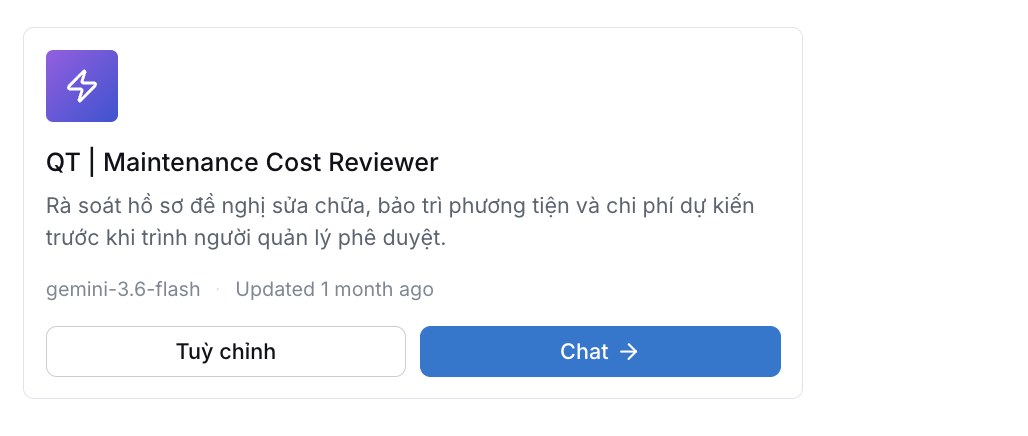 QT | Maintenance Cost Reviewer
Rà soát hồ sơ đề nghị sửa chữa, bảo trì phương tiện và chi phí dự kiến
trước khi trình người quản lý phê duyệt.
gemini-3.6-flash · Updated 1 month ago
Tuỳ chỉnh
Chat →